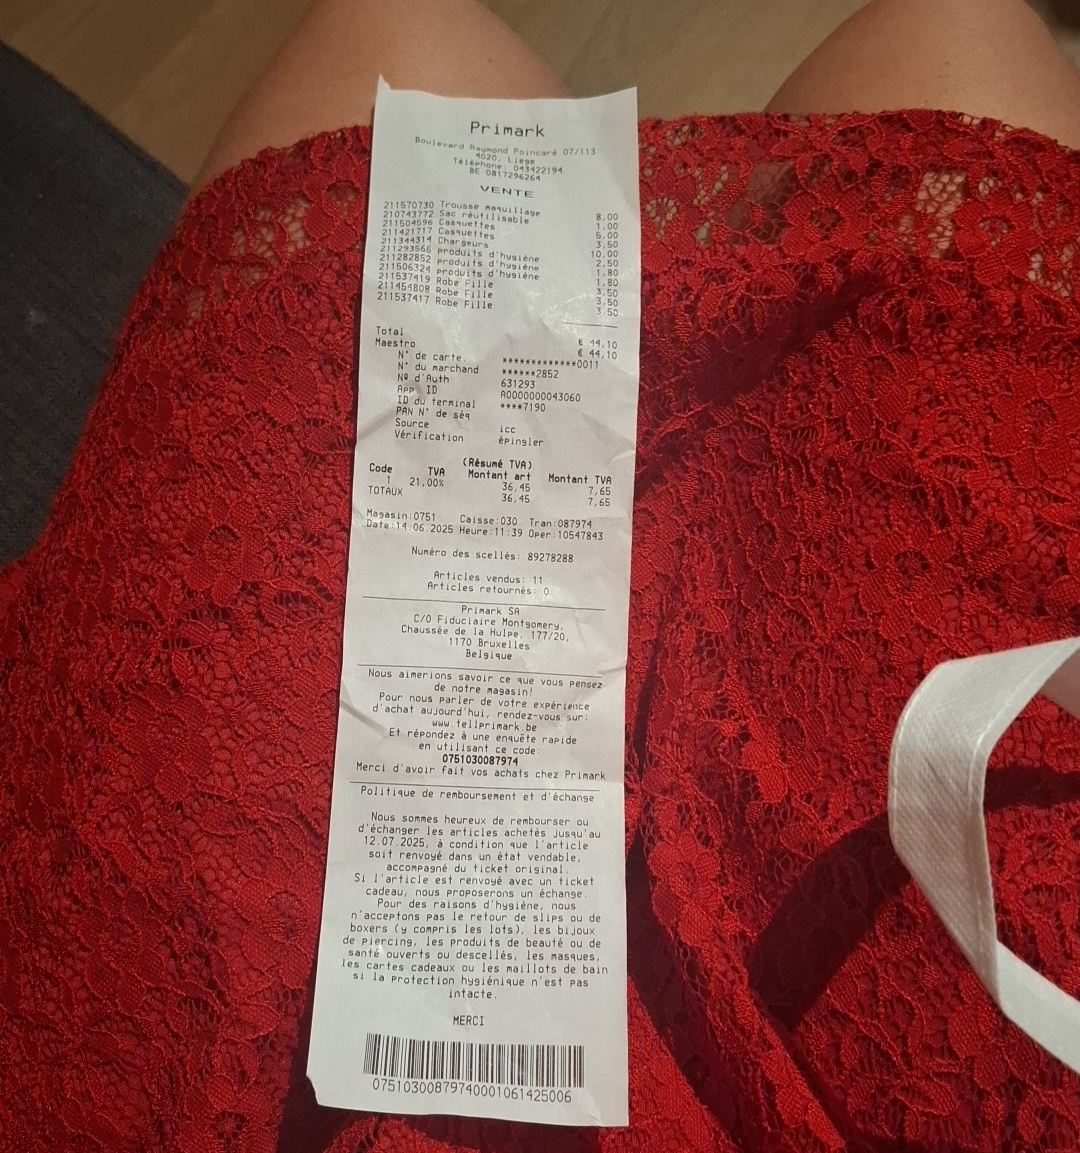 Primark
Boulevard Raymond Poincaré 07/113
4020, Liege
Téléphone: 043422194
BE 0817296264
VENTE
211570730 Trousse maquillage 8,00
210743772 Sac réutilisable 1,00
211504596 Casquettes 5,00
211421717 Casquettes 3,50
211344314 Chargeurs 10,00
211293566 produits d'hygiène 2,50
211282852 produits d'hygiène 1,80
211506324 produits d'hygiène 1,80
211537419 Robe Fille 3,50
211454808 Robe Fille 3,50
211537417 Robe Fille 3,50
Total € 44,10
Maestro € 44,10
N° de carte. *************0011
N° du marchand ******2852
Nº d'Auth 631293
App. ID A0000000043060
ID du terminal ****7190
PAN N° de séq
Source icc
Vérification épingler
(Résumé TVA)
Code TVA Montant art Montant TVA
1 21,00% 36,45 7,65
TOTAUX 36,45 7,65
Magasin:0751 Caisse:030 Tran:087974
Date:14.06.2025 Heure:11:39 Oper:10547843
Numéro des scellés: 89278288
Articles vendus: 11
Articles retournés: 0
Primark SA
C/O Fiduciaire Montgomery,
Chaussée de la Hulpe, 177/20,
1170 Bruxelles
Belgique
Nous aimerions savoir ce que vous pensez
de notre magasin!
Pour nous parler de votre expérience
d'achat aujourd'hui, rendez-vous sur:
www.tellprimark.be
Et répondez à une enquête rapide
en utilisant ce code:
0751030087974
Merci d'avoir fait vos achats chez Primark
Politique de remboursement et d'échange
Nous sommes heureux de rembourser ou
d'échanger les articles achetés jusqu'au
12.07.2025, à condition que l'article
soit renvoyé dans un état vendable,
accompagné du ticket original.
Si l'article est renvoyé avec un ticket
cadeau, nous proposerons un échange.
Pour des raisons d'hygiène, nous
n'acceptons pas le retour de slips ou de
boxers (y compris les lots), les bijoux
de piercing, les produits de beauté ou de
santé ouverts ou descellés, les masques,
les cartes cadeaux ou les maillots de bain
si la protection hygiénique n'est pas
intacte.
MERCI
07510300879740001061425006